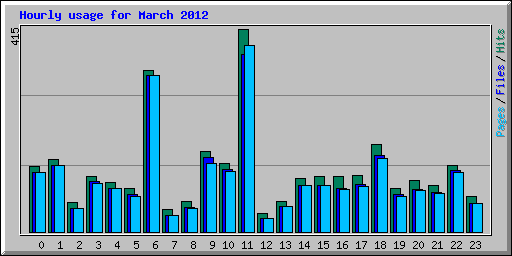 Hourly usage for March 2012
415
Pages/Files/Hits
0 1 2 3 4 5 6 7 8 9 10 11 12 13 14 15 16 17 18 19 20 21 22 23